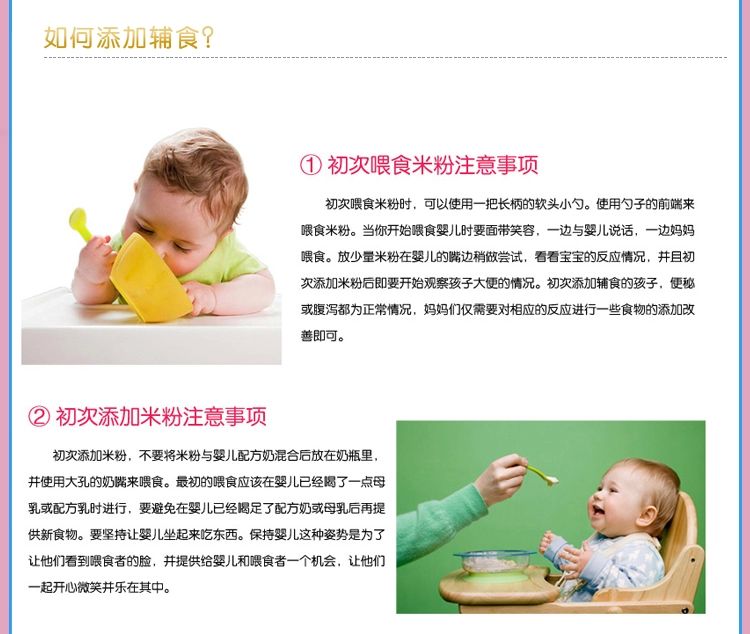 如何添加辅食?
① 初次喂食米粉注意事项
初次喂食米粉时，可以使用一把长柄的软头小勺。使用勺子的前端来
喂食米粉。当你开始喂食婴儿时要面带笑容，一边与婴儿说话，一边妈妈
喂食。放少量米粉在婴儿的嘴边稍做尝试，看看宝宝的反应情况，并且初
次添加米粉后即要开始观察孩子大便的情况。初次添加辅食的孩子，便秘
或腹泻都为正常情况，妈妈们仅需要对相应的反应进行一些食物的添加改
善即可。
② 初次添加米粉注意事项
初次添加米粉，不要将米粉与婴儿配方奶混合后放在奶瓶里，
并使用大孔的奶嘴来喂食。最初的喂食应该在婴儿已经喝了一点母
乳或配方乳时进行，要避免在婴儿已经喝足了配方奶或母乳后再提
供新食物。要坚持让婴儿坐起来吃东西。保持婴儿这种姿势是为了
让他们看到喂食者的脸，并提供给婴儿和喂食者一个机会，让他们
一起开心微笑并乐在其中。